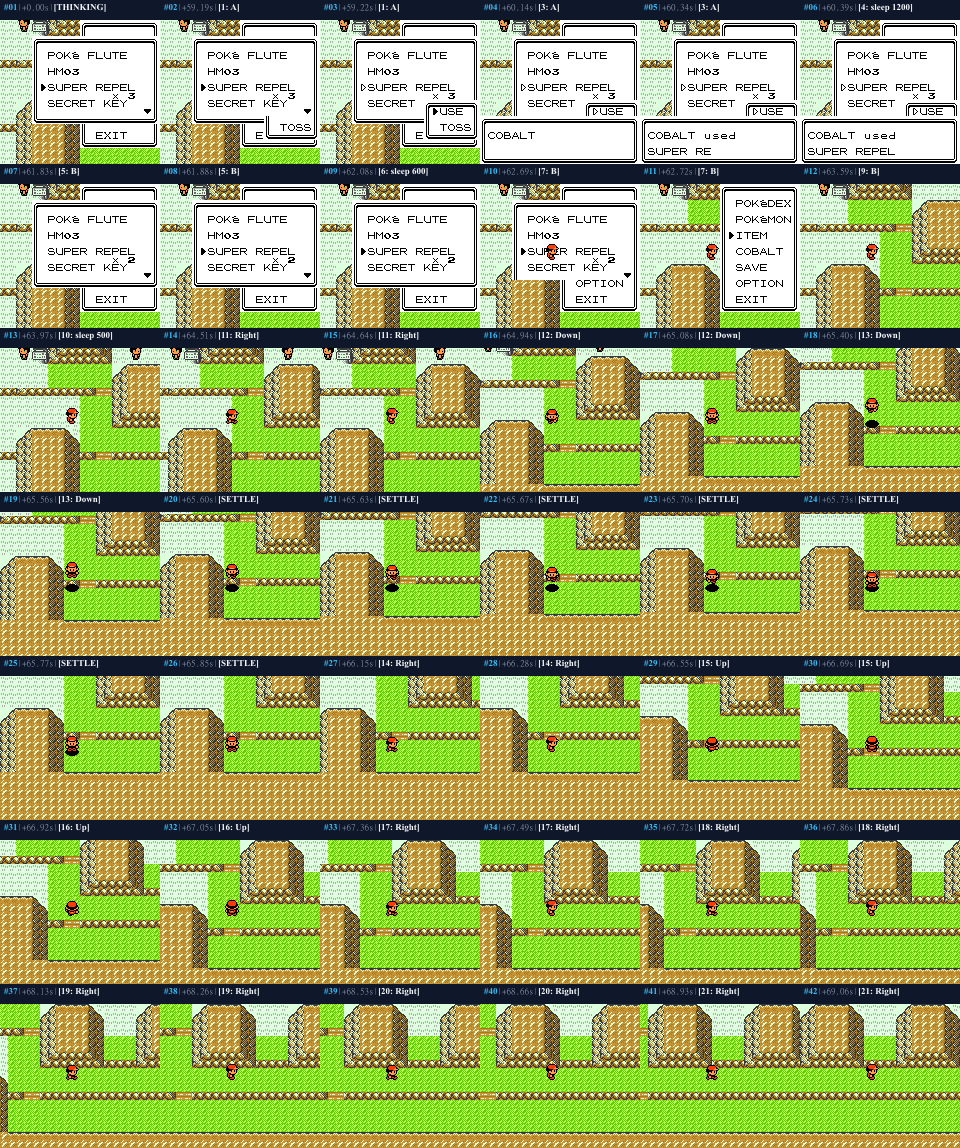 #01|+0.00s|[THINKING] #02|+59.19s|[1: A] #03|+59.22s|[1: A] #04|+60.14s|[3: A] #05|+60.34s|[3: A] #06|+60.39s|[4: sleep 1200]
POKé FLUTE
HM03
SUPER REPEL
× 3
SECRET KEY
EXIT
POKé FLUTE
HM03
SUPER REPEL
× 3
SECRET KEY
TOSS
E
POKé FLUTE
HM03
SUPER REPEL
× 3
SECRET
USE
E TOSS
POKé FLUTE
HM03
SUPER REPEL
× 3
SECRET
USE
COBALT
POKé FLUTE
HM03
SUPER REPEL
× 3
SECRET
USE
COBALT used
SUPER RE
POKé FLUTE
HM03
SUPER REPEL
× 3
SECRET
USE
COBALT used
SUPER REPEL
#07|+61.83s|[5: B] #08|+61.88s|[5: B] #09|+62.08s|[6: sleep 600] #10|+62.69s|[7: B] #11|+62.72s|[7: B] #12|+63.59s|[9: B]
POKé FLUTE
HM03
SUPER REPEL
× 2
SECRET KEY
EXIT
POKé FLUTE
HM03
SUPER REPEL
× 2
SECRET KEY
EXIT
POKé FLUTE
HM03
SUPER REPEL
× 2
SECRET KEY
EXIT
POKé FLUTE
HM03
SUPER REPEL
× 2
SECRET KEY
OPTION
EXIT
POKéDEX
POKéMON
ITEM
COBALT
SAVE
OPTION
EXIT
#13|+63.97s|[10: sleep 500] #14|+64.51s|[11: Right] #15|+64.64s|[11: Right] #16|+64.94s|[12: Down] #17|+65.08s|[12: Down] #18|+65.40s|[13: Down]
#19|+65.56s|[13: Down] #20|+65.60s|[SETTLE] #21|+65.63s|[SETTLE] #22|+65.67s|[SETTLE] #23|+65.70s|[SETTLE] #24|+65.73s|[SETTLE]
#25|+65.77s|[SETTLE] #26|+65.85s|[SETTLE] #27|+66.15s|[14: Right] #28|+66.28s|[14: Right] #29|+66.55s|[15: Up] #30|+66.69s|[15: Up]
#31|+66.92s|[16: Up] #32|+67.05s|[16: Up] #33|+67.36s|[17: Right] #34|+67.49s|[17: Right] #35|+67.72s|[18: Right] #36|+67.86s|[18: Right]
#37|+68.13s|[19: Right] #38|+68.26s|[19: Right] #39|+68.53s|[20: Right] #40|+68.66s|[20: Right] #41|+68.93s|[21: Right] #42|+69.06s|[21: Right]